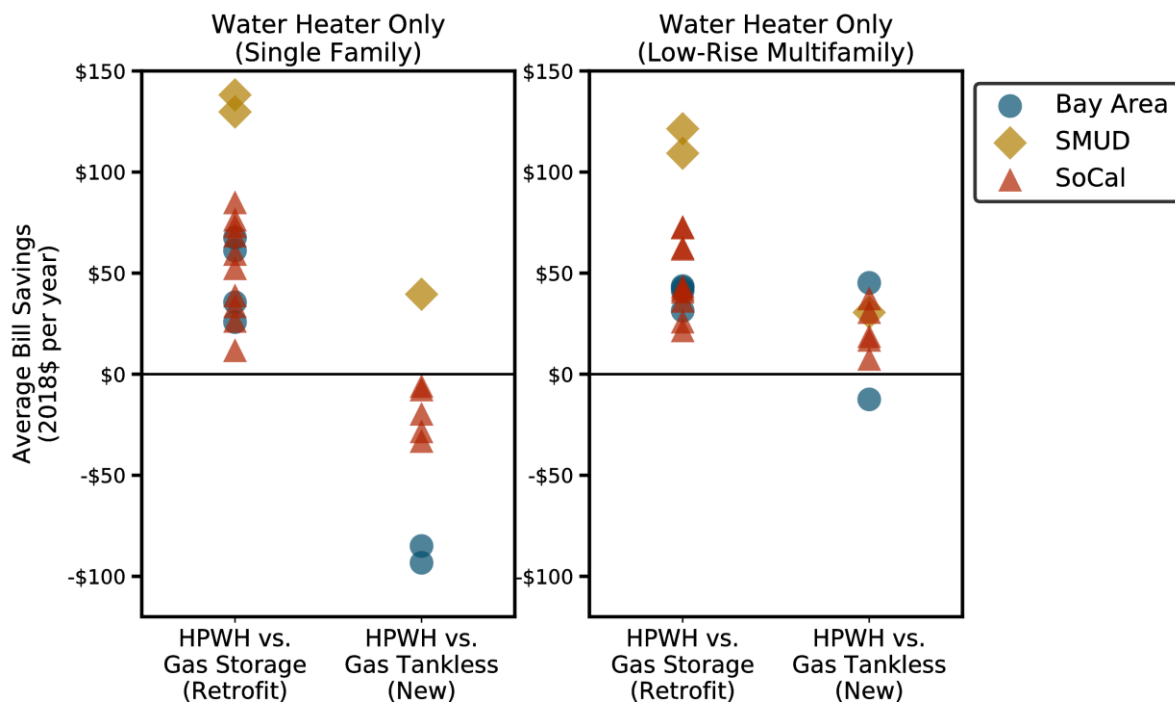 Water Heater Only
(Single Family)
Water Heater Only
(Low-Rise Multifamily)
Average Bill Savings
(2018$ per year)
$150
$100
$50
$0
-$50
-$100
$150
$100
$50
$0
-$50
-$100
HPWH vs.
Gas Storage
(Retrofit)
HPWH vs.
Gas Tankless
(New)
HPWH vs.
Gas Storage
(Retrofit)
HPWH vs.
Gas Tankless
(New)
Bay Area
SMUD
SoCal